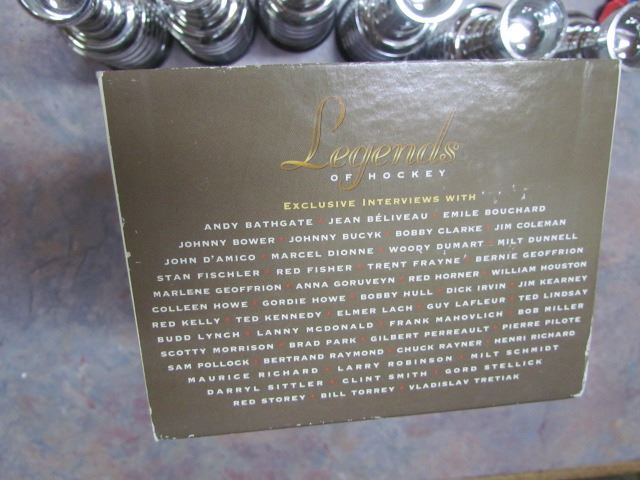 Legends
OF HOCKEY
EXCLUSIVE INTERVIEWS WITH
ANDY BATHGATE · JEAN BÉLIVEAU · EMILE BOUCHARD
JOHNNY BOWER · JOHNNY BUCYK · BOBBY CLARKE · JIM COLEMAN
JOHN D'AMICO · MARCEL DIONNE · WOODY DUMART · MILT DUNNELL
STAN FISCHLER · RED FISHER · TRENT FRAYNE · BERNIE GEOFFRION
MARLENE GEOFFRION · ANNA GORUVEYN · RED HORNER · WILLIAM HOUSTON
COLLEEN HOWE · GORDIE HOWE · BOBBY HULL · DICK IRVIN · JIM KEARNEY
RED KELLY · TED KENNEDY · ELMER LACH · GUY LAFLEUR · TED LINDSAY
BUDD LYNCH · LANNY MCDONALD · FRANK MAHOVLICH · BOB MILLER
SCOTTY MORRISON · BRAD PARK · GILBERT PERREAULT · PIERRE PILOTE
SAM POLLOCK · BERTRAND RAYMOND · CHUCK RAYNER · HENRI RICHARD
MAURICE RICHARD · LARRY ROBINSON · MILT SCHMIDT
DARRYL SITTLER · CLINT SMITH · GORD STELLICK
RED STOREY · BILL TORREY · VLADISLAV TRETIAK